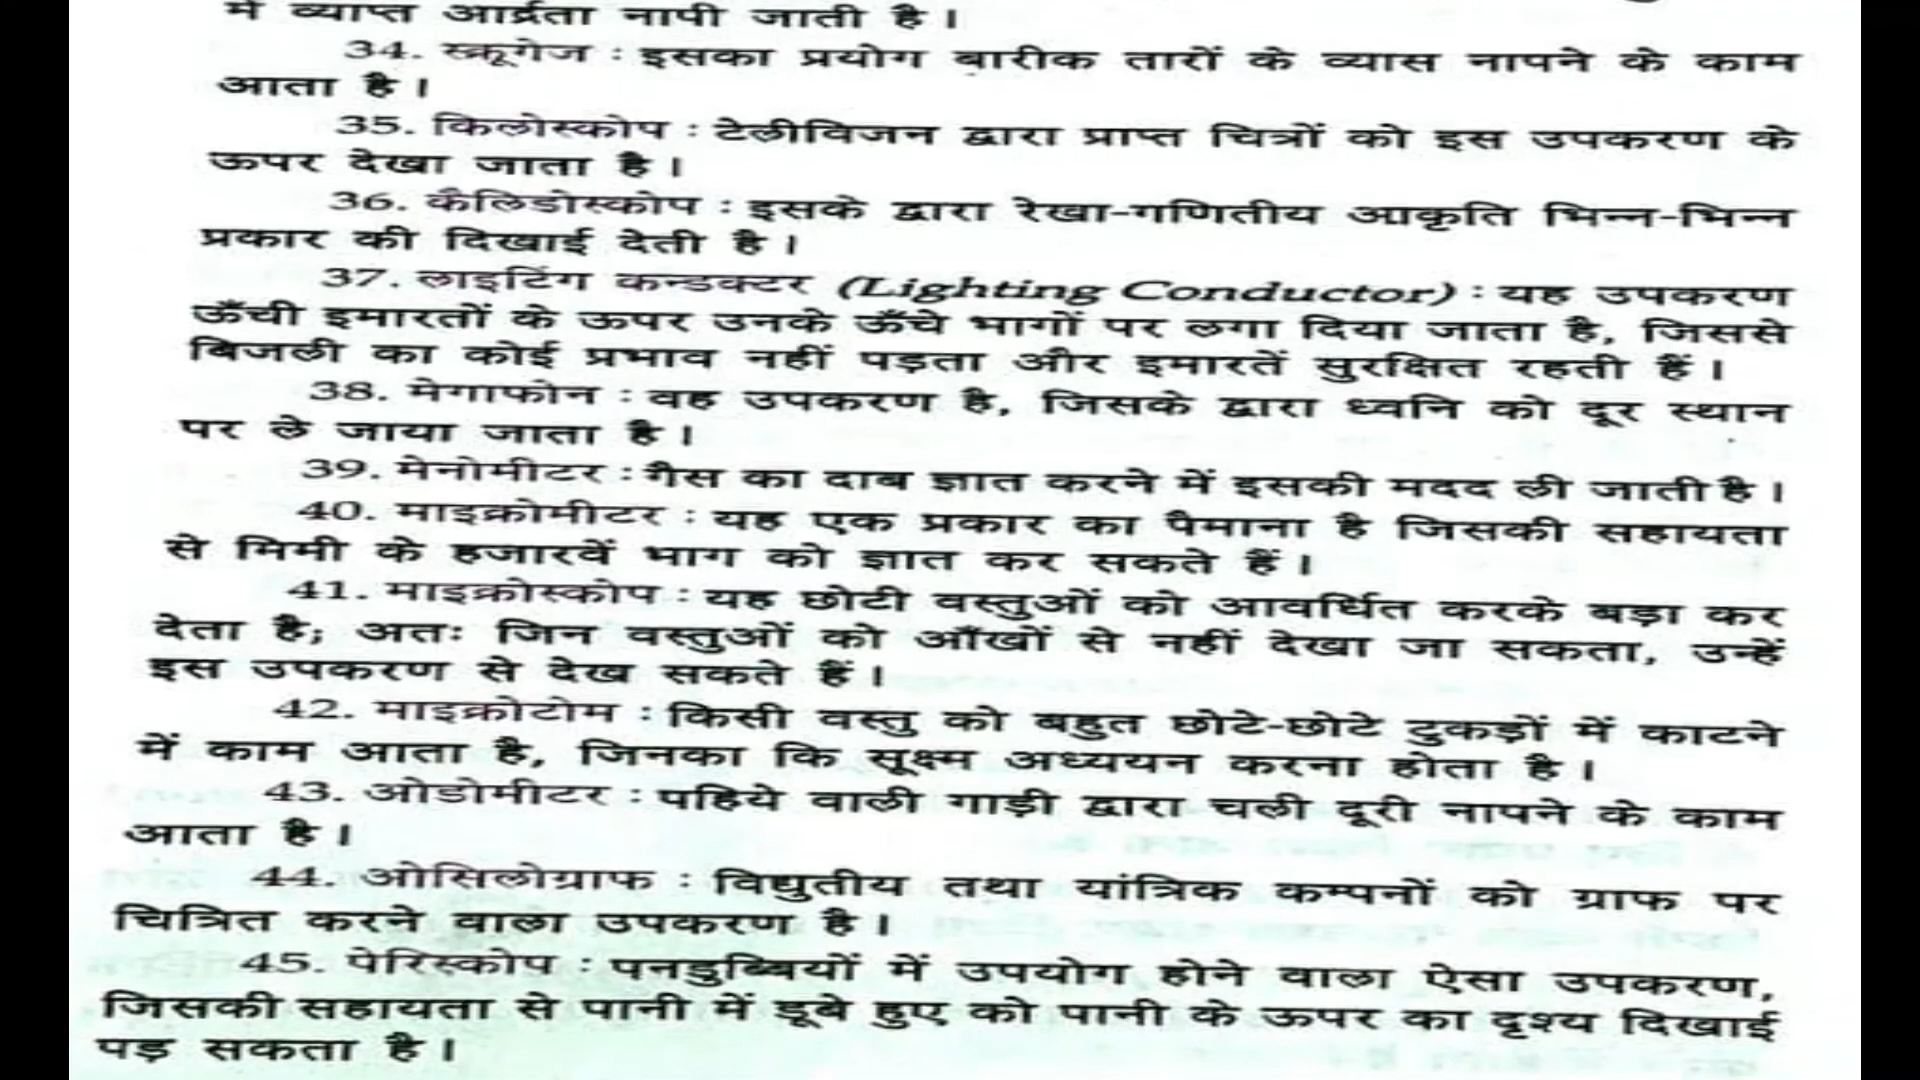 में व्याप्त आर्द्रता नापी जाती है।
34. स्क्रूगेज : इसका प्रयोग बारीक तारों के व्यास नापने के काम
आता है।
35. किलोस्कोप : टेलीविजन द्वारा प्राप्त चित्रों को इस उपकरण के
ऊपर देखा जाता है।
36. कैलिडोस्कोप : इसके द्वारा रेखा-गणितीय आकृति भिन्न-भिन्न
प्रकार की दिखाई देती है।
37. लाइटिंग कन्डक्टर (Lighting Conductor) : यह उपकरण
ऊँची इमारतों के ऊपर उनके ऊँचे भागों पर लगा दिया जाता है, जिससे
बिजली का कोई प्रभाव नहीं पड़ता और इमारतें सुरक्षित रहती हैं।
38. मेगाफोन : वह उपकरण है, जिसके द्वारा ध्वनि को दूर स्थान
पर ले जाया जाता है।
39. मेनोमीटर : गैस का दाब ज्ञात करने में इसकी मदद ली जाती है।
40. माइक्रोमीटर : यह एक प्रकार का पैमाना है जिसकी सहायता
से मिमी के हजारवें भाग को ज्ञात कर सकते हैं।
41. माइक्रोस्कोप : यह छोटी वस्तुओं को आवर्धित करके बड़ा कर
देता है; अतः जिन वस्तुओं को आँखों से नहीं देखा जा सकता, उन्हें
इस उपकरण से देख सकते हैं।
42. माइक्रोटोम : किसी वस्तु को बहुत छोटे-छोटे टुकड़ों में काटने
में काम आता है, जिनका कि सूक्ष्म अध्ययन करना होता है।
43. ओडोमीटर : पहिये वाली गाड़ी द्वारा चली दूरी नापने के काम
आता है।
44. ओसिलोग्राफ : विद्युतीय तथा यांत्रिक कम्पनों को ग्राफ पर
चित्रित करने वाला उपकरण है।
45. पेरिस्कोप : पनडुब्बियों में उपयोग होने वाला ऐसा उपकरण,
जिसकी सहायता से पानी में डूबे हुए को पानी के ऊपर का दृश्य दिखाई
पड़ सकता है।